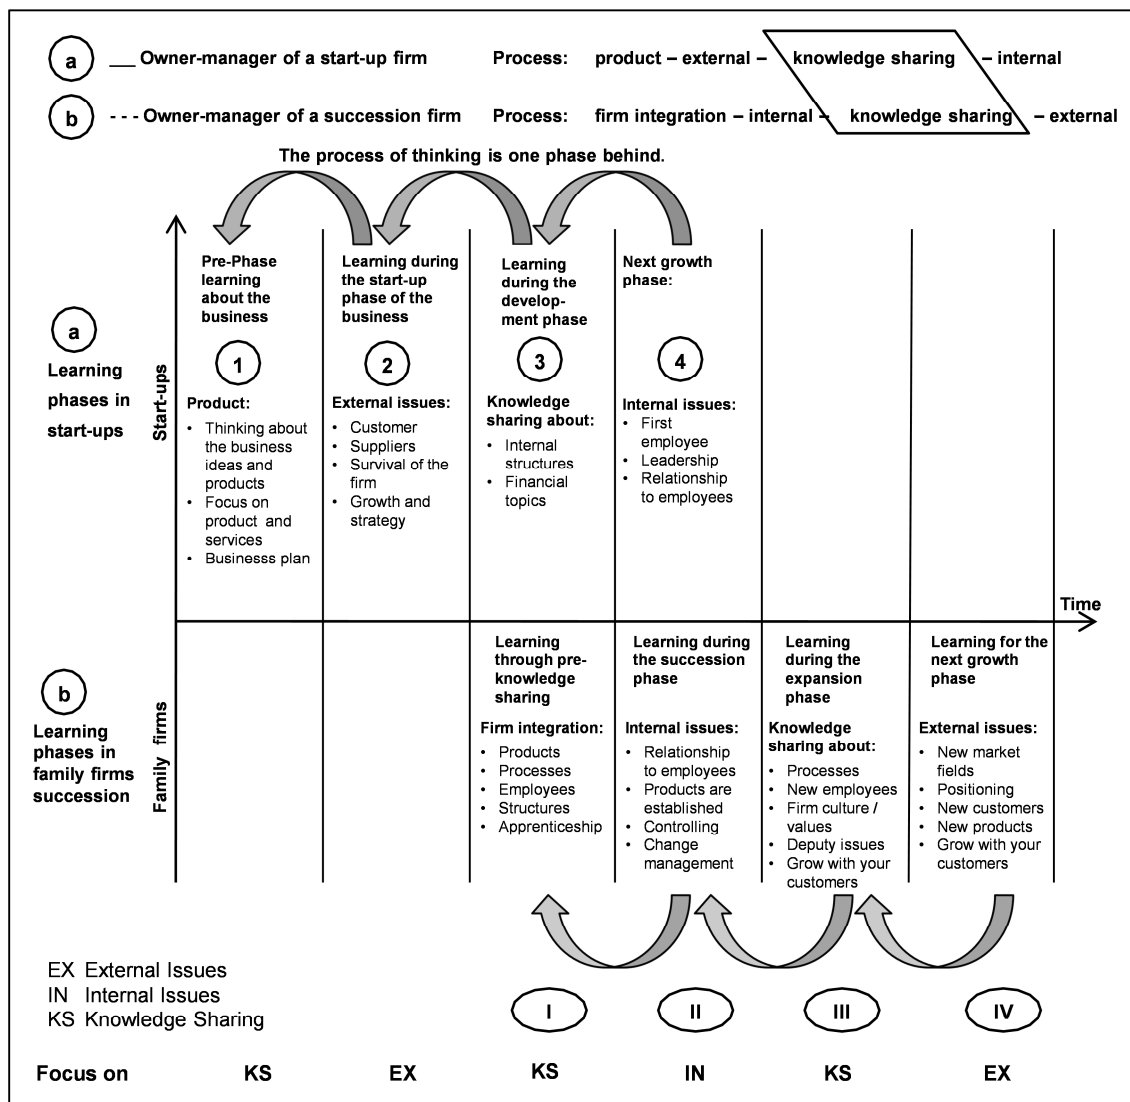 a ___ Owner-manager of a start-up firm Process: product – external – knowledge sharing – internal
b - - - Owner-manager of a succession firm Process: firm integration – internal – knowledge sharing – external
The process of thinking is one phase behind.
a
Learning
phases in
start-ups
Start-ups
Pre-Phase
learning
about the
business
1
Product:
• Thinking about
the business
ideas and
products
• Focus on
product and
services
• Businesss plan
Learning during
the start-up
phase of the
business
2
External issues:
• Customer
• Suppliers
• Survival of the
firm
• Growth and
strategy
Learning
during the
develop-
ment phase
3
Knowledge
sharing about:
• Internal
structures
• Financial
topics
Next growth
phase:
4
Internal issues:
• First
employee
• Leadership
• Relationship
to employees
Time
b
Learning
phases in
family firms
succession
Family firms
Learning
through pre-
knowledge
sharing
Firm integration:
• Products
• Processes
• Employees
• Structures
• Apprenticeship
Learning during
the succession
phase
Internal issues:
• Relationship
to employees
• Products are
established
• Controlling
• Change
management
Learning
during the
expansion
phase
Knowledge
sharing about:
• Processes
• New employees
• Firm culture /
values
• Deputy issues
• Grow with your
customers
Learning for the
next growth
phase
External issues:
• New market
fields
• Positioning
• New customers
• New products
• Grow with your
customers
EX External Issues
IN Internal Issues
KS Knowledge Sharing
I II III IV
Focus on KS EX KS IN KS EX